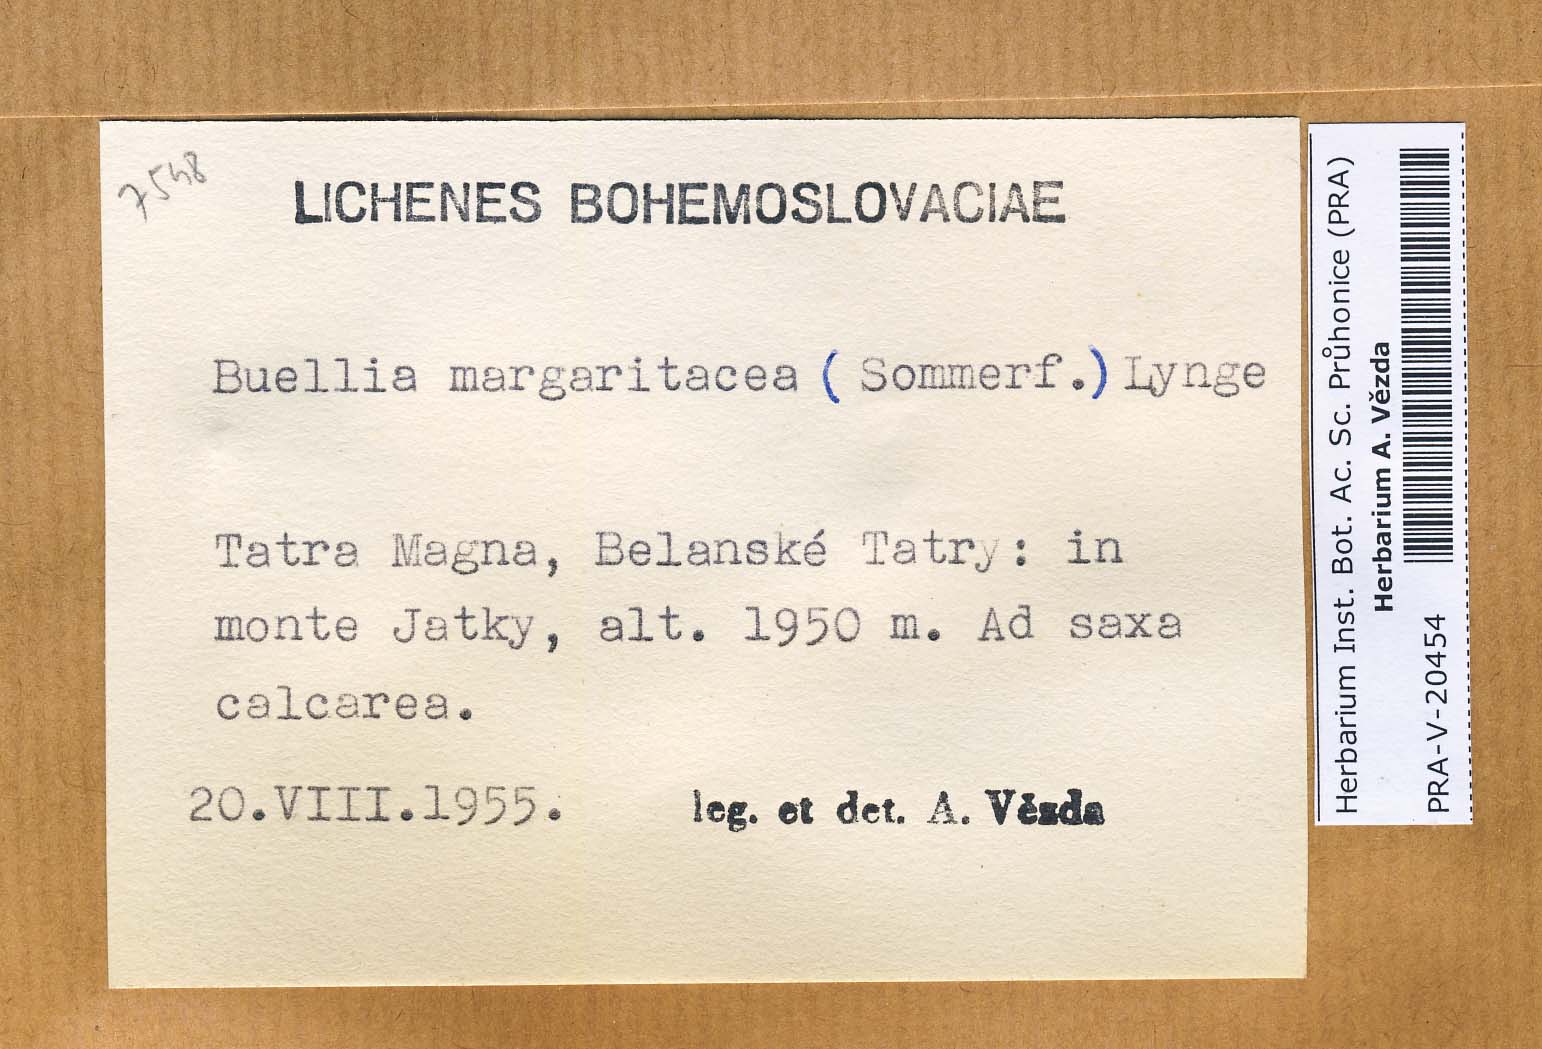 7548
LICHENES BOHEMOSLOVACIAE
Buellia margaritacea (Sommerf.) Lynge
Tatra Magna, Belanské Tatry: in
monte Jatky, alt. 1950 m. Ad saxa
calcarea.
20.VIII.1955. leg. et det. A. Vězda
Herbarium Inst. Bot. Ac. Sc. Průhonice (PRA)
Herbarium A. Vězda
PRA-V-20454